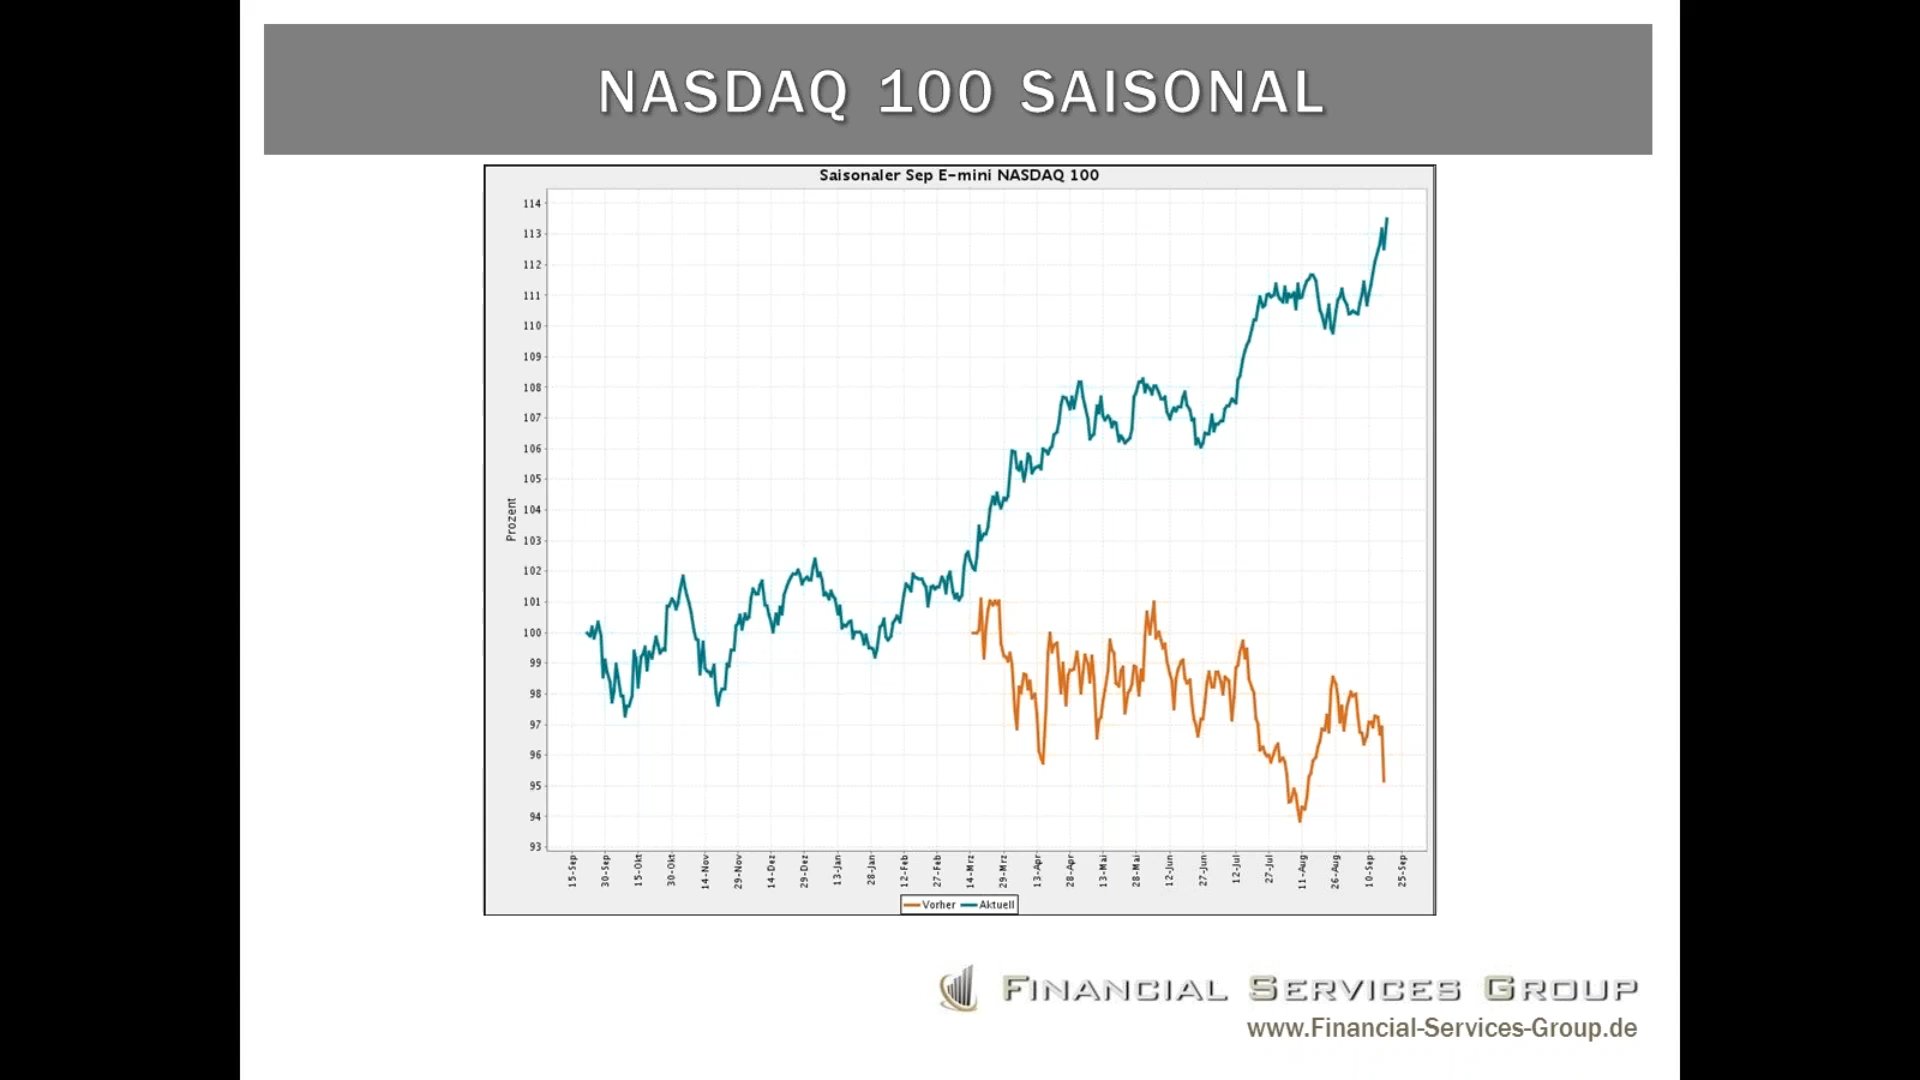 NASDAQ 100 SAISONAL
Saisonaler Sep E-mini NASDAQ 100
114
113
112
111
110
109
108
107
106
105
104
103
102
101
100
99
98
97
96
95
94
93
Prozent
15-Sep
30-Sep
15-Okt
30-Okt
14-Nov
29-Nov
14-Dez
29-Dez
13-Jan
28-Jan
12-Feb
27-Feb
14-Mrz
29-Mrz
13-Apr
28-Apr
13-Mai
28-Mai
12-Jun
27-Jun
12-Jul
27-Jul
11-Aug
26-Aug
10-Sep
25-Sep
Vorher Aktuell
FINANCIAL SERVICES GROUP
www.Financial-Services-Group.de